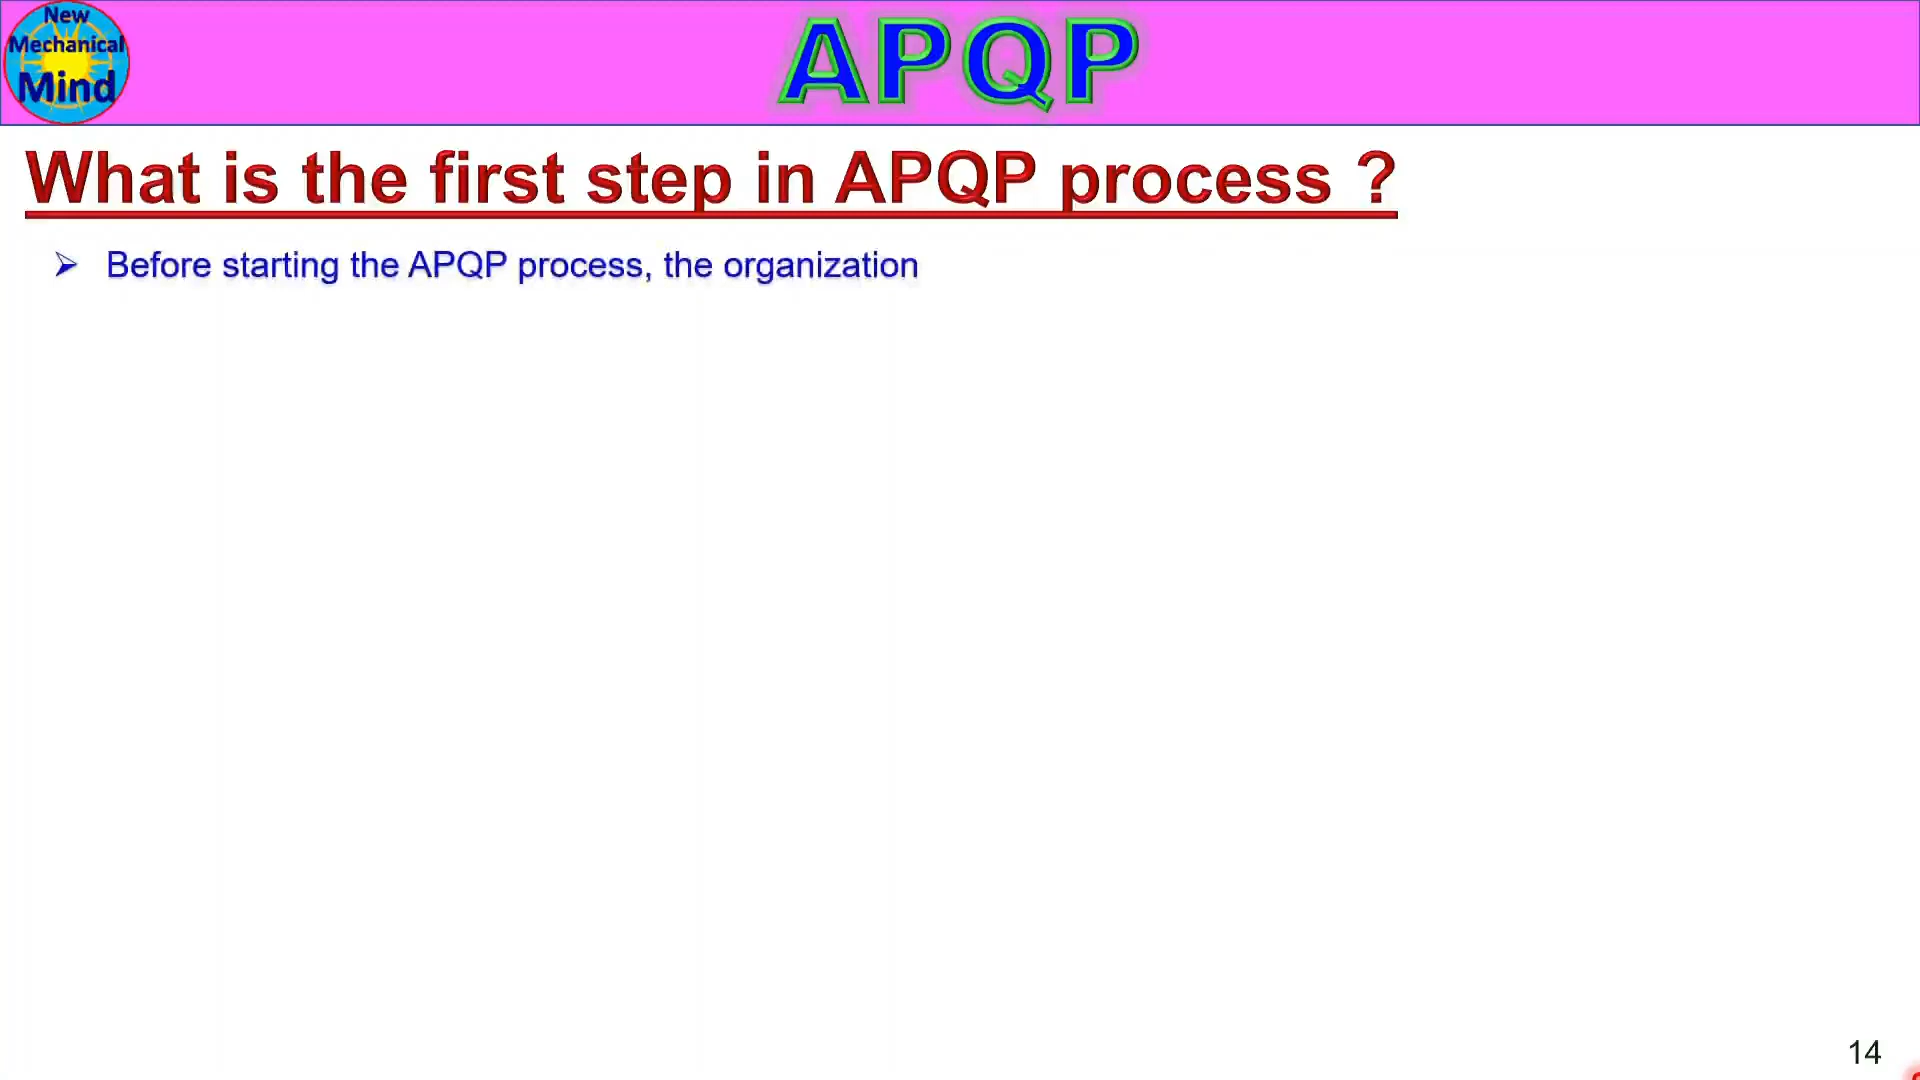 New
Mechanical
Mind
APQP
What is the first step in APQP process ?
➢ Before starting the APQP process, the organization
14